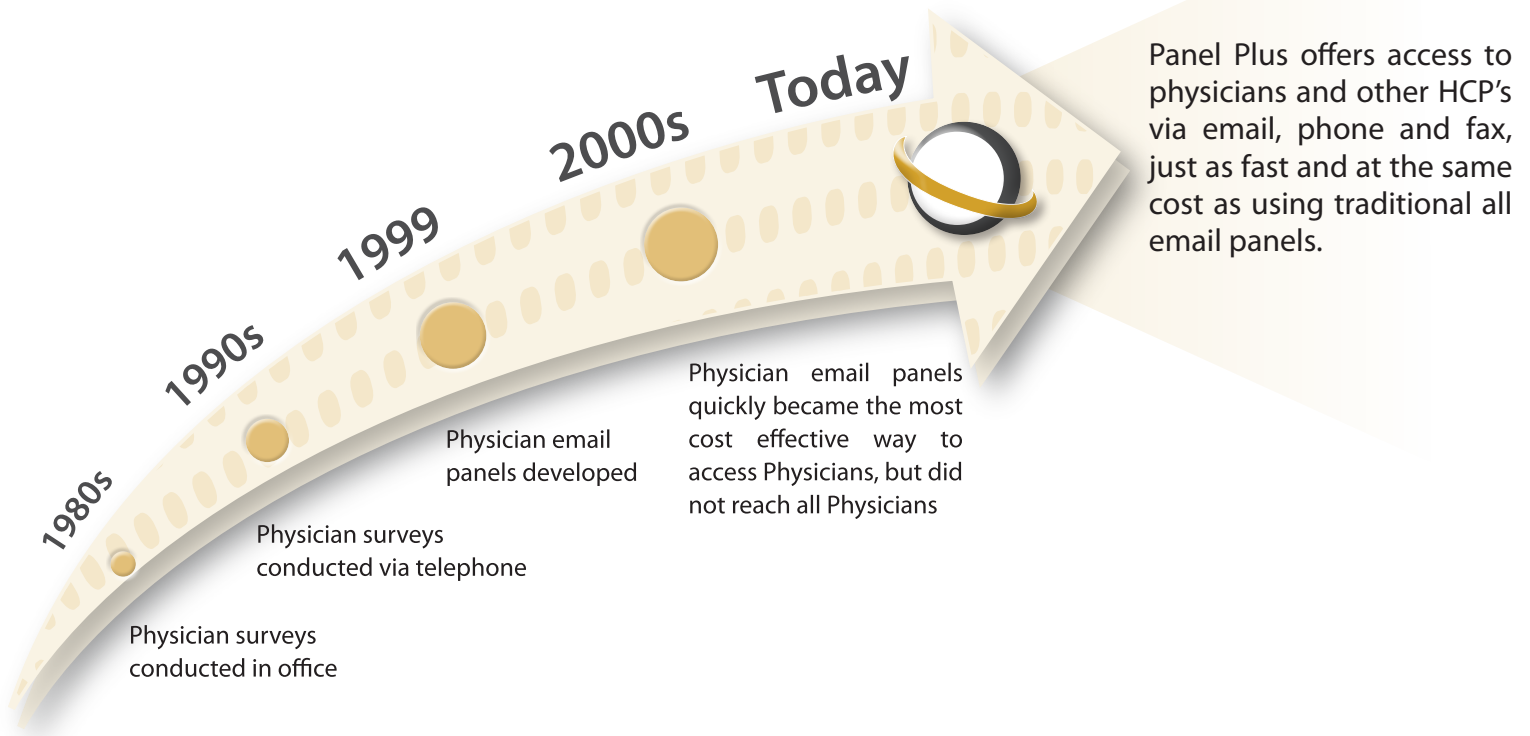 1980s
Physician surveys
conducted in office
1990s
Physician surveys
conducted via telephone
1999
Physician email
panels developed
2000s
Physician email panels
quickly became the most
cost effective way to
access Physicians, but did
not reach all Physicians
Today
Panel Plus offers access to
physicians and other HCP's
via email, phone and fax,
just as fast and at the same
cost as using traditional all
email panels.